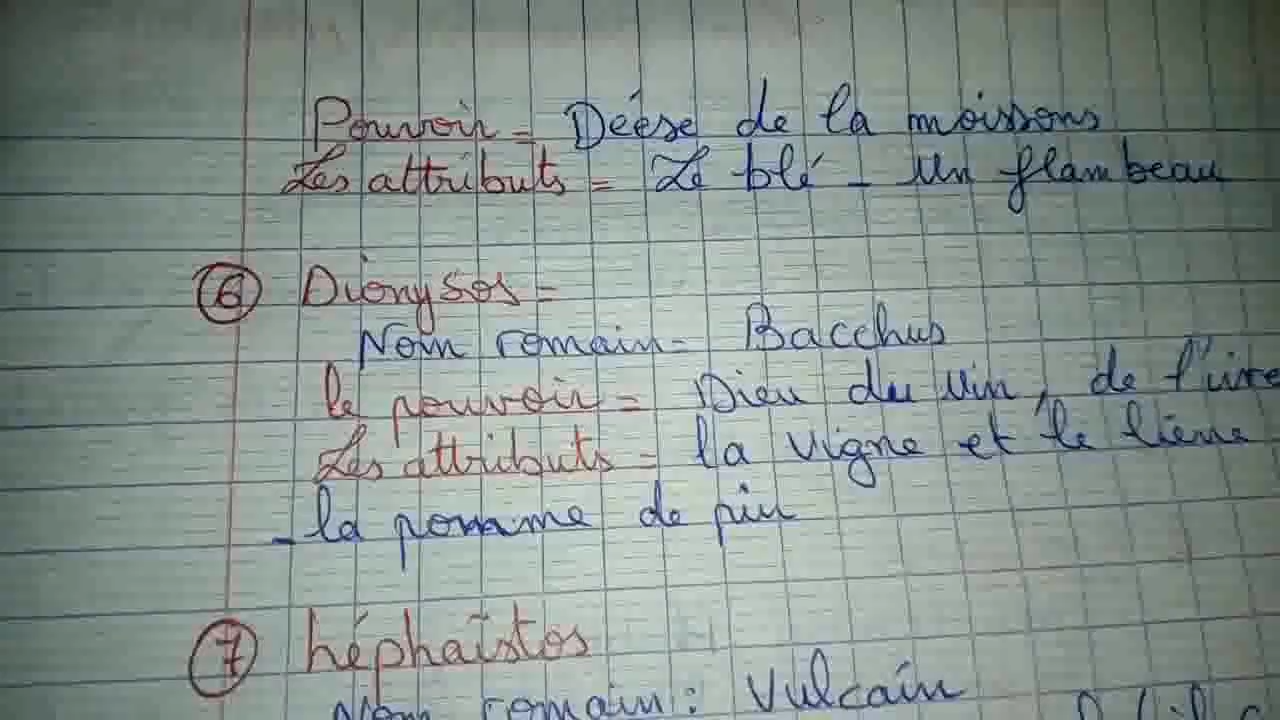 Pouvoir = Déése de la moissons
Les attributs = Le blé - Un flambeau
6 Dionysos =
Nom romain = Bacchus
le pouvoir = Dieu du vin, de l'ivre
Les attributs = la vigne et le lierre
- la pomme de pin
7 héphaïstos
Nom romain : Vulcain